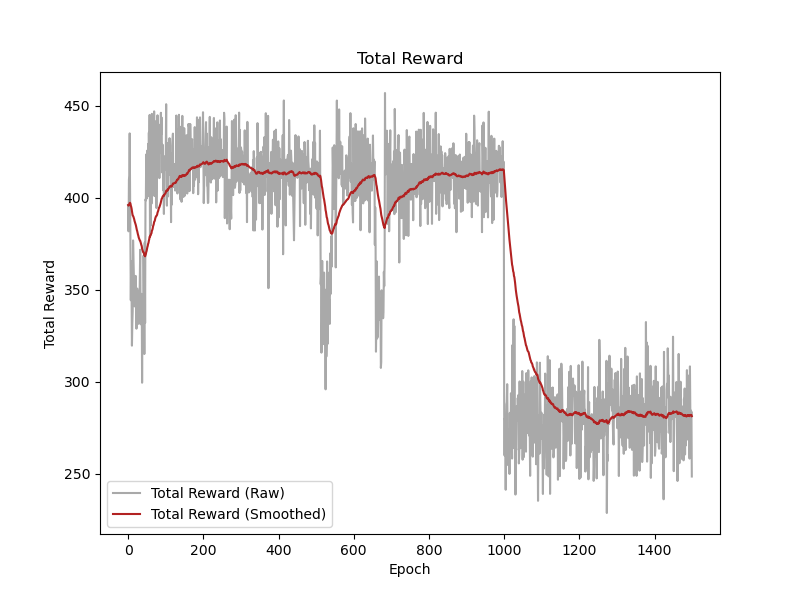 Total Reward
450
400
350
300
250
Total Reward
Total Reward (Raw)
Total Reward (Smoothed)
0 200 400 600 800 1000 1200 1400
Epoch